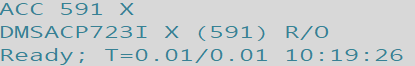 ACC 591 X
DMSACP723I X (591) R/O
Ready; T=0.01/0.01 10:19:26